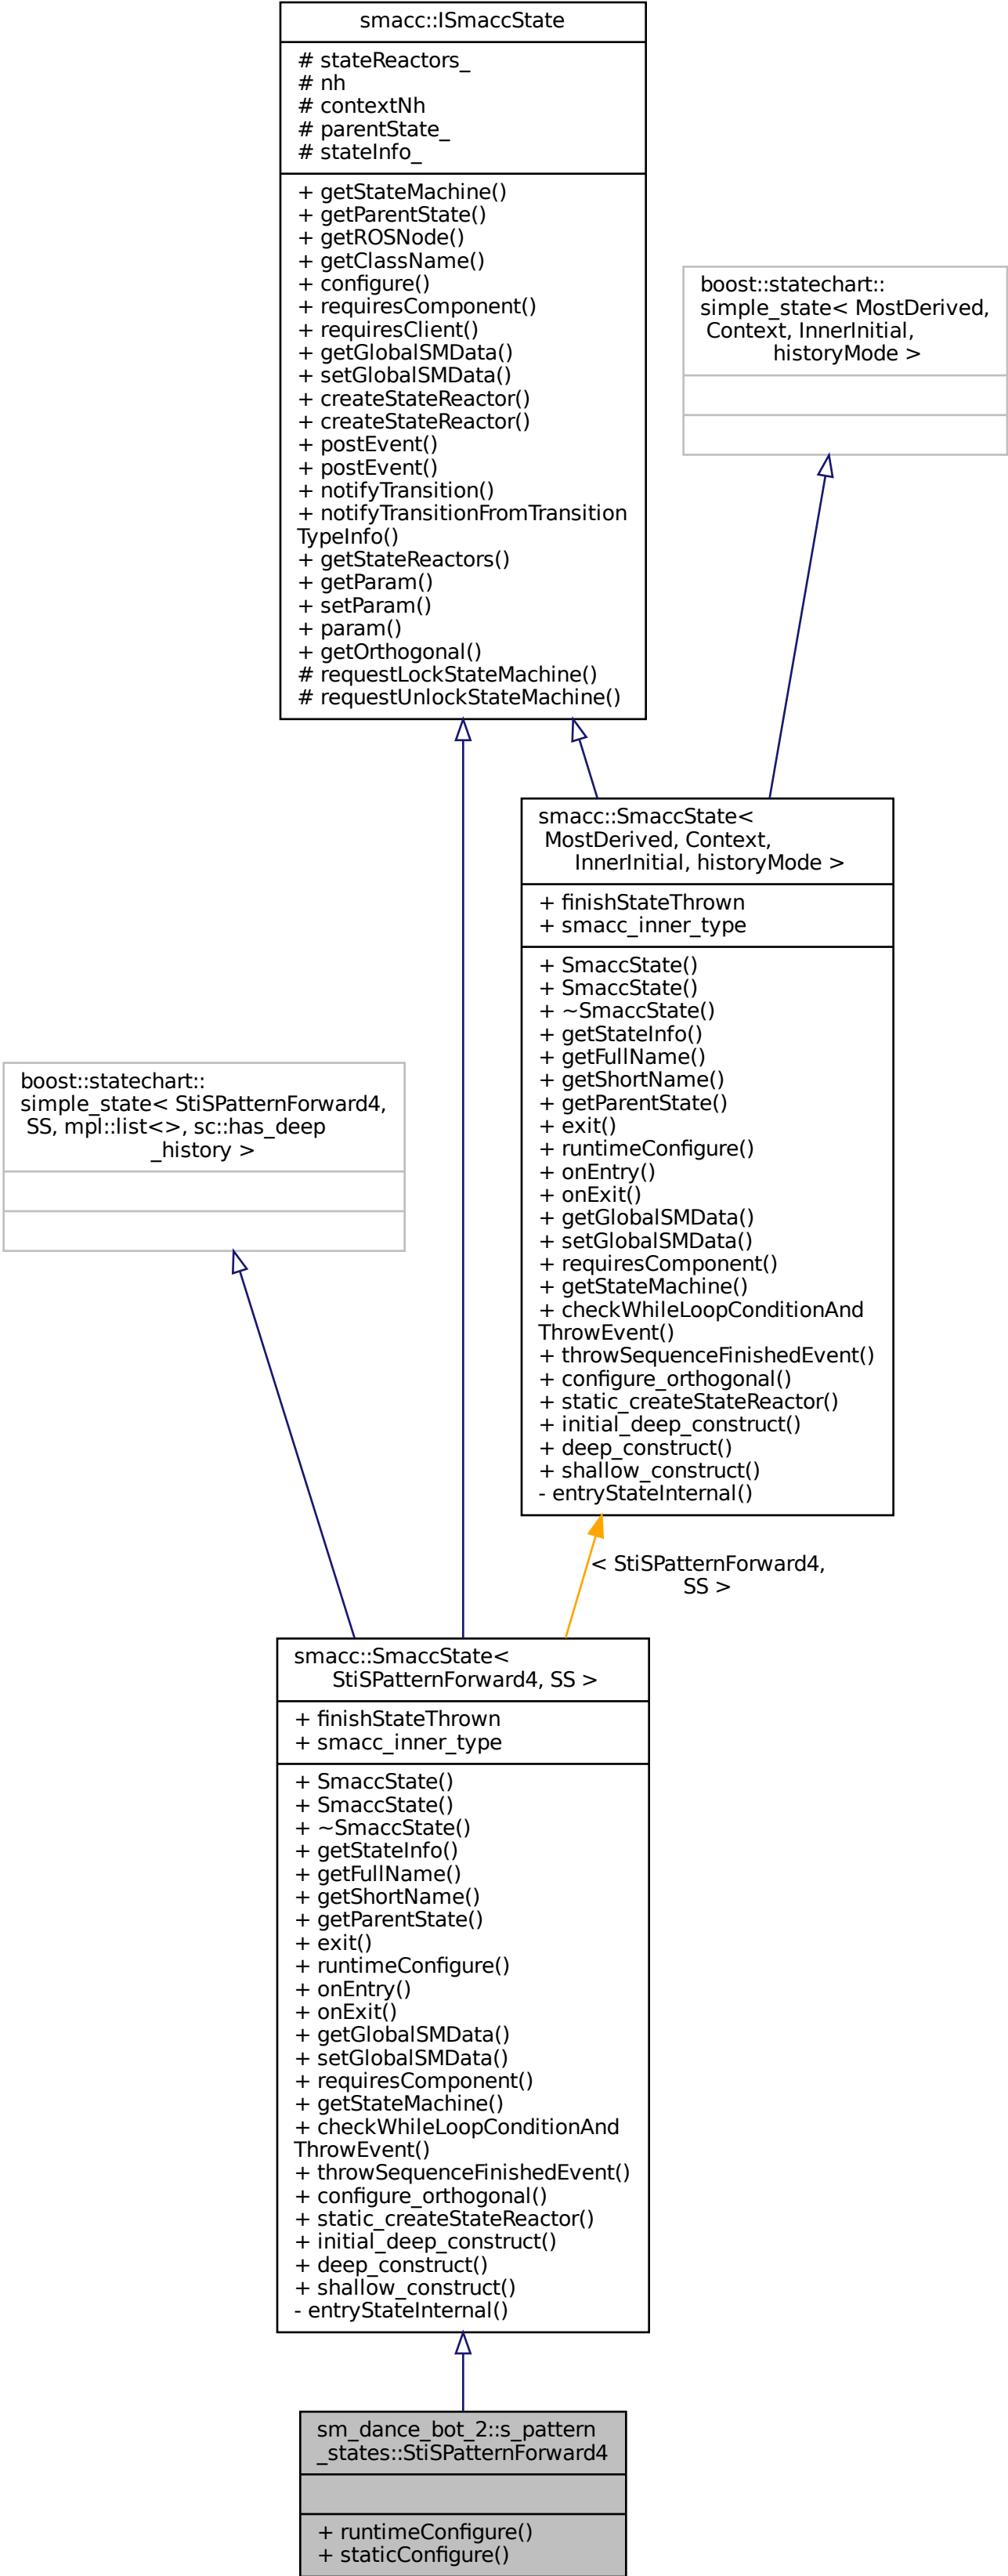 smacc::ISmaccState
# stateReactors_
# nh
# contextNh
# parentState_
# stateInfo_
+ getStateMachine()
+ getParentState()
+ getROSNode()
+ getClassName()
+ configure()
+ requiresComponent()
+ requiresClient()
+ getGlobalSMData()
+ setGlobalSMData()
+ createStateReactor()
+ createStateReactor()
+ postEvent()
+ postEvent()
+ notifyTransition()
+ notifyTransitionFromTransition
TypeInfo()
+ getStateReactors()
+ getParam()
+ setParam()
+ param()
+ getOrthogonal()
# requestLockStateMachine()
# requestUnlockStateMachine()
boost::statechart::
simple_state< MostDerived,
Context, InnerInitial,
historyMode >
smacc::SmaccState<
MostDerived, Context,
InnerInitial, historyMode >
+ finishStateThrown
+ smacc_inner_type
+ SmaccState()
+ SmaccState()
+ ~SmaccState()
+ getStateInfo()
+ getFullName()
+ getShortName()
+ getParentState()
+ exit()
+ runtimeConfigure()
+ onEntry()
+ onExit()
+ getGlobalSMData()
+ setGlobalSMData()
+ requiresComponent()
+ getStateMachine()
+ checkWhileLoopConditionAnd
ThrowEvent()
+ throwSequenceFinishedEvent()
+ configure_orthogonal()
+ static_createStateReactor()
+ initial_deep_construct()
+ deep_construct()
+ shallow_construct()
- entryStateInternal()
boost::statechart::
simple_state< StiSPatternForward4,
SS, mpl::list<>, sc::has_deep
_history >
< StiSPatternForward4,
SS >
smacc::SmaccState<
StiSPatternForward4, SS >
+ finishStateThrown
+ smacc_inner_type
+ SmaccState()
+ SmaccState()
+ ~SmaccState()
+ getStateInfo()
+ getFullName()
+ getShortName()
+ getParentState()
+ exit()
+ runtimeConfigure()
+ onEntry()
+ onExit()
+ getGlobalSMData()
+ setGlobalSMData()
+ requiresComponent()
+ getStateMachine()
+ checkWhileLoopConditionAnd
ThrowEvent()
+ throwSequenceFinishedEvent()
+ configure_orthogonal()
+ static_createStateReactor()
+ initial_deep_construct()
+ deep_construct()
+ shallow_construct()
- entryStateInternal()
sm_dance_bot_2::s_pattern
_states::StiSPatternForward4
+ runtimeConfigure()
+ staticConfigure()